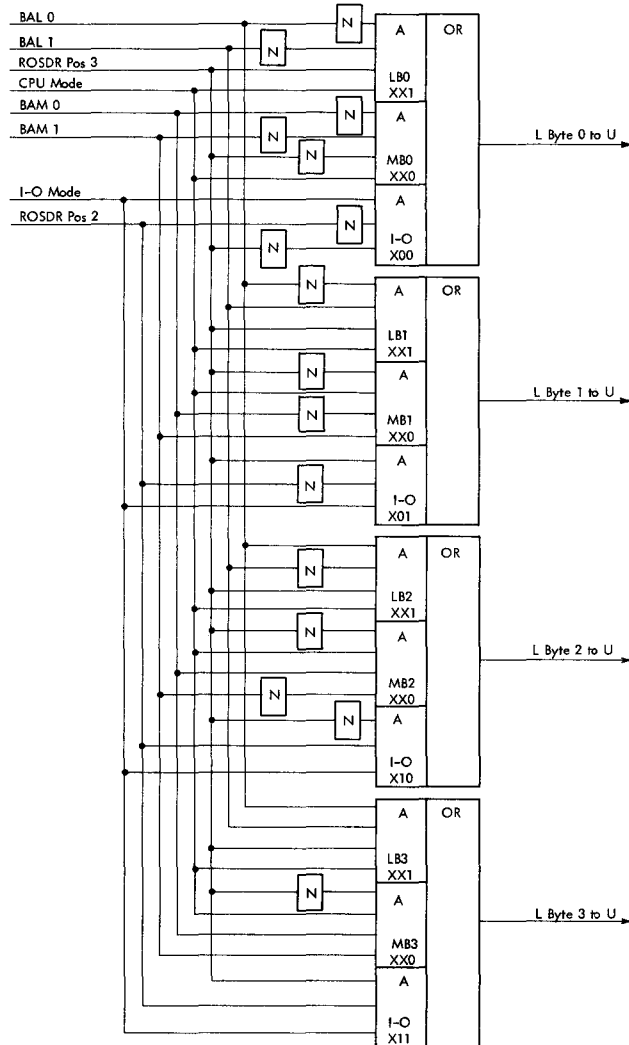 BAL 0
N
A
OR
BAL 1
N
ROSDR Pos 3
LB0
CPU Mode
XX1
BAM 0
N
A
BAM 1
N
L Byte 0 to U
N
MB0
XX0
I-O Mode
A
ROSDR Pos 2
N
N
I-O
X00
N
A
OR
LB1
XX1
N
A
L Byte 1 to U
N
MB1
XX0
A
N
I-O
X01
A
OR
N
LB2
XX1
N
A
L Byte 2 to U
MB2
N
XX0
N
A
I-O
X10
A
OR
LB3
XX1
N
A
L Byte 3 to U
MB3
XX0
A
I-O
X11